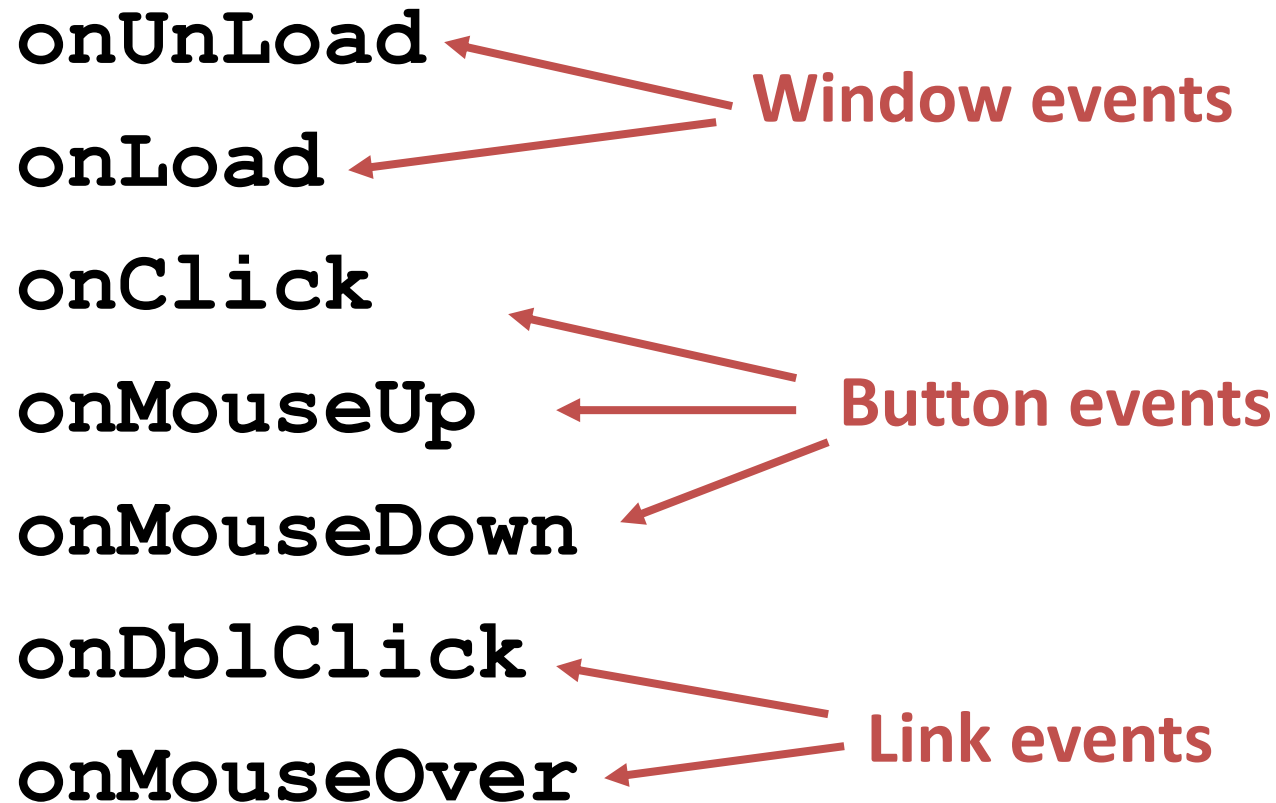 onUnLoad
Window events
onLoad
onClick
onMouseUp
Button events
onMouseDown
onDblClick
Link events
onMouseOver